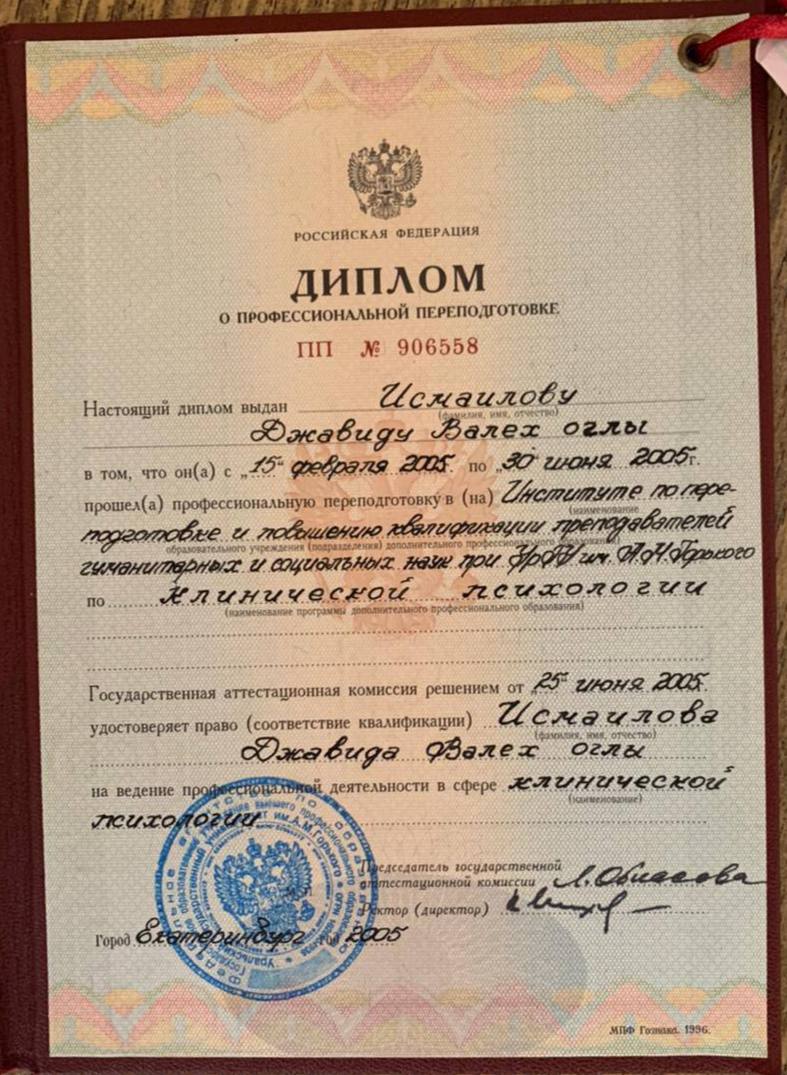 РОССИЙСКАЯ ФЕДЕРАЦИЯ
ДИПЛОМ
О ПРОФЕССИОНАЛЬНОЙ ПЕРЕПОДГОТОВКЕ
ПП № 906558
Настоящий диплом выдан Исмаилову
(фамилия, имя, отчество)
Джавиду Валех оглы
в том, что он(а) с „15“ февраля 2005. по „30“ июня 2005г.
прошел(а) профессиональную переподготовку в (на) Институте по пере-
(наименование
подготовке и повышению квалификации преподавателей
образовательного учреждения (подразделения) дополнительного профессионального образования)
гуманитарных и социальных наук при УрГУ им. А.М.Горького
по клинической психологии
(наименование программы дополнительного профессионального образования)
Государственная аттестационная комиссия решением от „25“ июня 2005.
удостоверяет право (соответствие квалификации) Исмаилова
(фамилия, имя, отчество)
Джавида Валех оглы
на ведение профессиональной деятельности в сфере клинической
(наименование)
психологии
Председатель государственной
аттестационной комиссии
Ректор (директор)
М.П.
Город Екатеринбург год 2005
МПФ Гознака. 1996.